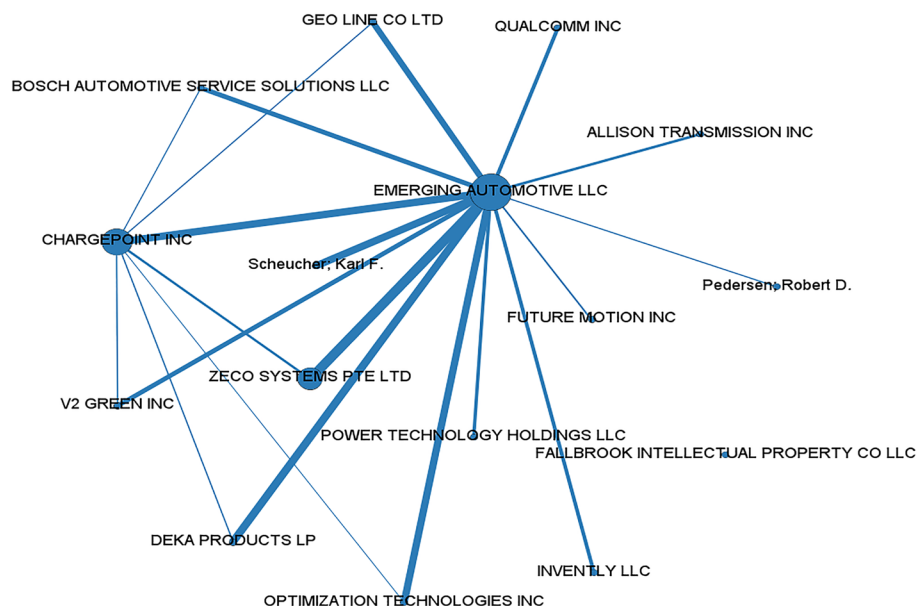 GEO LINE CO LTD
QUALCOMM INC
BOSCH AUTOMOTIVE SERVICE SOLUTIONS LLC
ALLISON TRANSMISSION INC
EMERGING AUTOMOTIVE LLC
CHARGEPOINT INC
Scheucher; Karl F.
Pedersen; Robert D.
FUTURE MOTION INC
ZECO SYSTEMS PTE LTD
V2 GREEN INC
POWER TECHNOLOGY HOLDINGS LLC
FALLBROOK INTELLECTUAL PROPERTY CO LLC
DEKA PRODUCTS LP
INVENTLY LLC
OPTIMIZATION TECHNOLOGIES INC